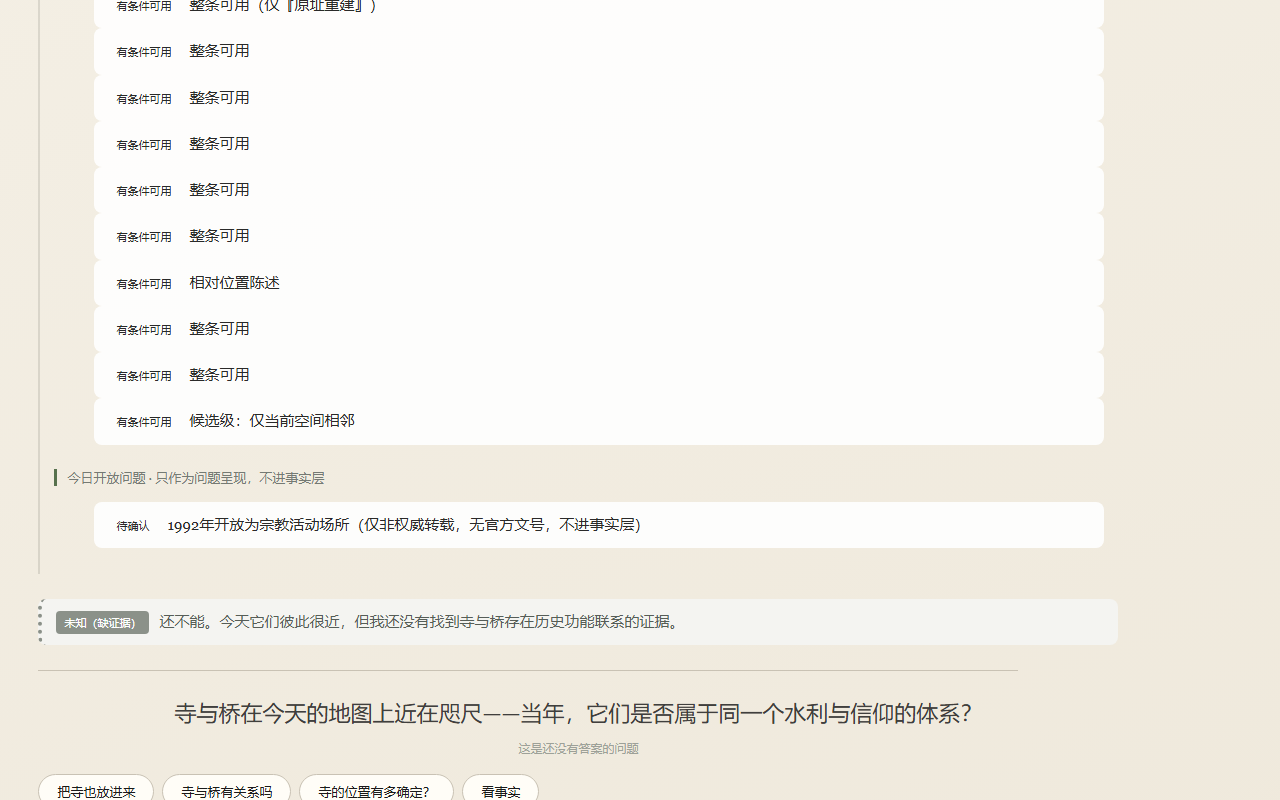 有条件可用 整条可用（仅『原址重建』）
有条件可用 整条可用
有条件可用 整条可用
有条件可用 整条可用
有条件可用 整条可用
有条件可用 整条可用
有条件可用 相对位置陈述
有条件可用 整条可用
有条件可用 整条可用
有条件可用 候选级：仅当前空间相邻
今日开放问题 · 只作为问题呈现，不进事实层
待确认 1992年开放为宗教活动场所（仅非权威转载，无官方文号，不进事实层）
未知（缺证据） 还不能。今天它们彼此很近，但我还没有找到寺与桥存在历史功能联系的证据。
寺与桥在今天的地图上近在咫尺——当年，它们是否属于同一个水利与信仰的体系？
这是还没有答案的问题
把寺也放进来 寺与桥有关系吗 寺的位置有多确定？ 看事实